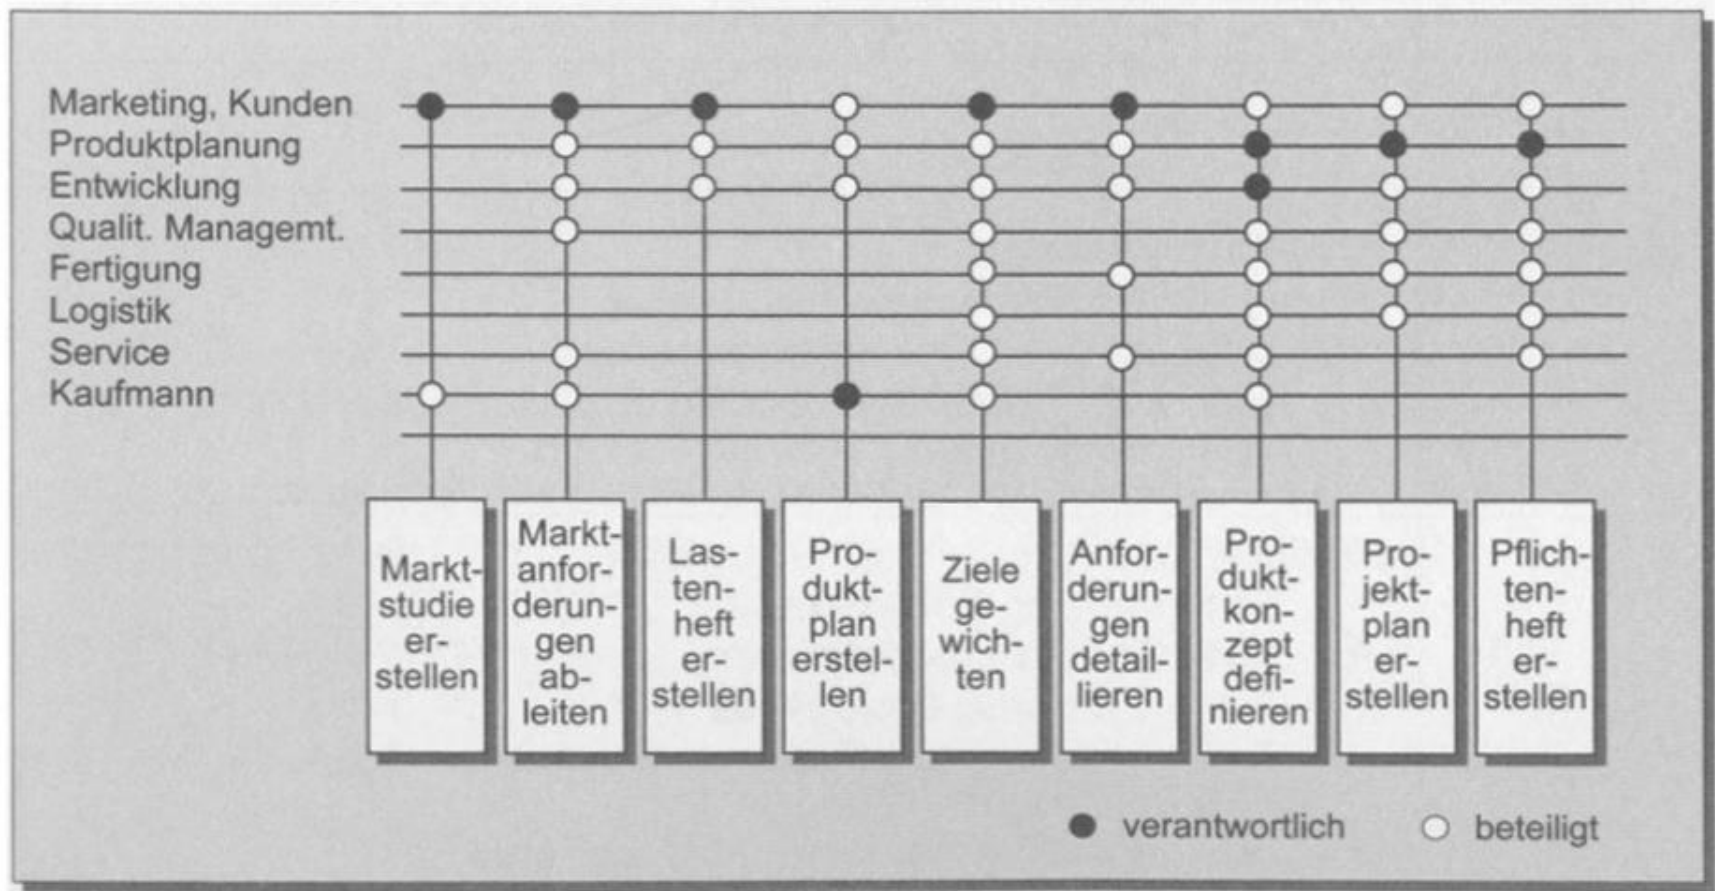 Marketing, Kunden
Produktplanung
Entwicklung
Qualit. Managemt.
Fertigung
Logistik
Service
Kaufmann
Markt-
studie
er-
stellen
Markt-
anfor-
derun-
gen
ab-
leiten
Las-
ten-
heft
er-
stellen
Pro-
dukt-
plan
erstel-
len
Ziele
ge-
wich-
ten
Anfor-
derun-
gen
detail-
lieren
Pro-
dukt-
kon-
zept
defi-
nieren
Pro-
jekt-
plan
er-
stellen
Pflich-
ten-
heft
er-
stellen
verantwortlich
beteiligt